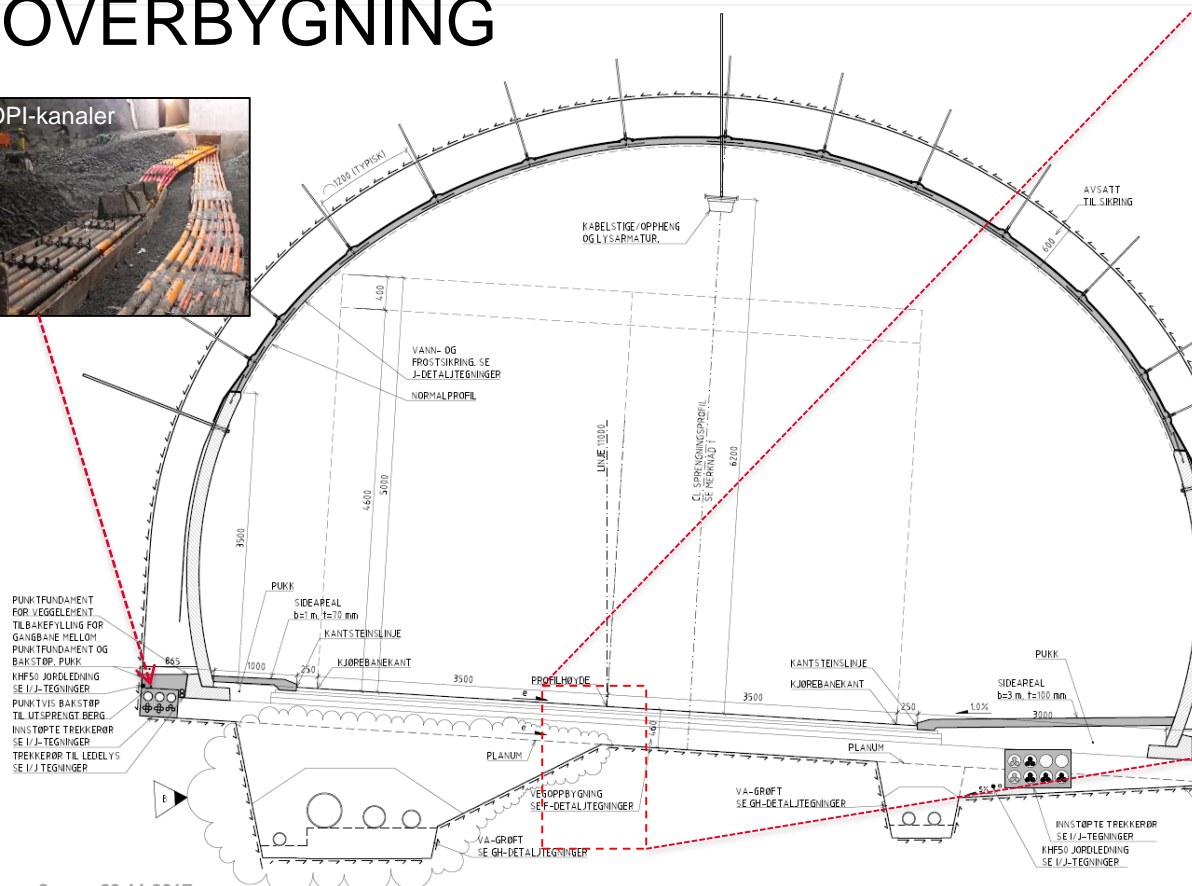 OVERBYGNING
OPI-kanaler
1200 (TYPISK)
KABELSTIGE/OPPHENG
OG LYSARMATUR.
AVSATT
TIL SIKRING
600
400
VANN- OG
FROSTSIKRING. SE
J-DETALJTEGNINGER
NORMALPROFIL
LINJE 11000
CL SPRENGNINGSPROFIL
SE MERKNAD 1
6200
4600
5000
3500
PUNKTFUNDAMENT
FOR VEGGELEMENT
TILBAKEFYLLING FOR
GANGBANE MELLOM
PUNKTFUNDAMENT OG
BAKSTØP. PUKK
KHF50 JORDLEDNING
SE I/J-TEGNINGER
PUNKTVIS BAKSTØP
TIL UTSPRENGT BERG
INNSTØPTE TREKKERØR
SE I/J-TEGNINGER
TREKKERØR TIL LEDELYS
SE I/J TEGNINGER
PUKK
SIDEAREAL
b=1 m, t=70 mm
KANTSTEINSLINJE
KJØREBANEKANT
865
1000
250
3500
PROFILHØYDE
e
e
3500
460
KANTSTEINSLINJE
KJØREBANEKANT
250
1.0%
3000
PUKK
SIDEAREAL
b=3 m, t=100 mm
PLANUM
PLANUM
B
VEGOPPBYGNING
SE F-DETALJTEGNINGER
VA-GRØFT
SE GH-DETALJTEGNINGER
VA-GRØFT
SE GH-DETALJTEGNINGER
5%
INNSTØPTE TREKKERØR
SE I/J-TEGNINGER
KHF50 JORDLEDNING
SE I/J-TEGNINGER